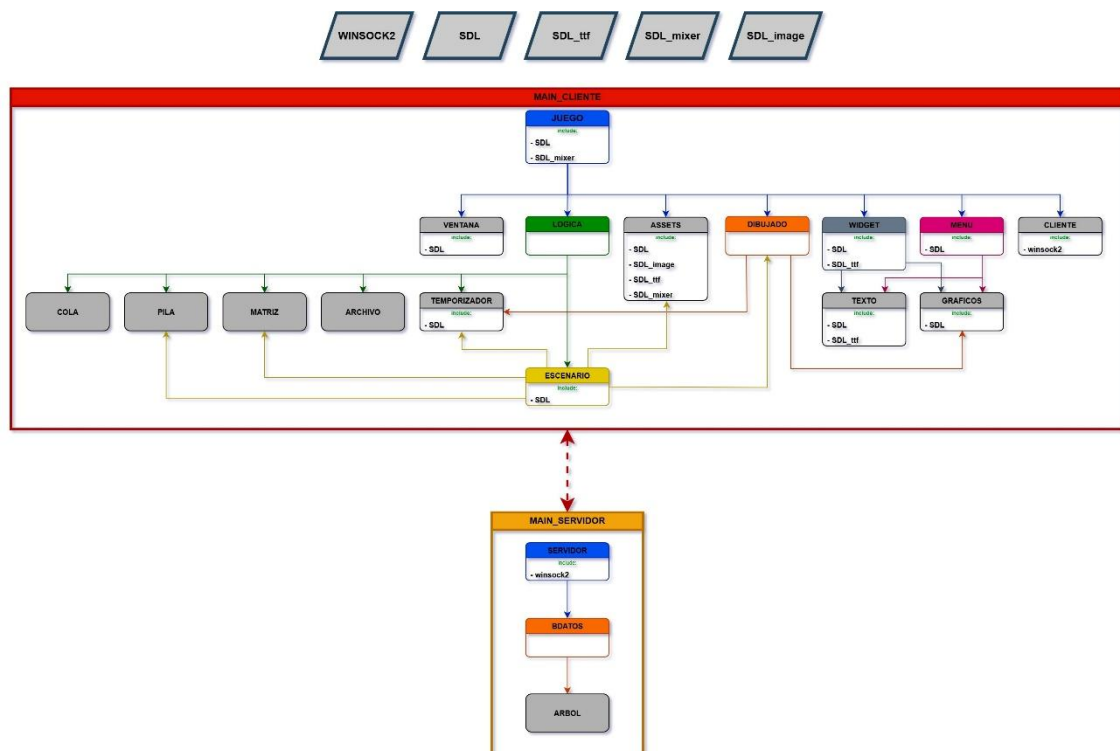 WINSOCK2
SDL
SDL_ttf
SDL_mixer
SDL_image
MAIN_CLIENTE
JUEGO
include:
- SDL
- SDL_mixer
VENTANA
include:
- SDL
LOGICA
include:
ASSETS
include:
- SDL
- SDL_image
- SDL_ttf
- SDL_mixer
DIBUJADO
WIDGET
include:
- SDL
- SDL_ttf
MENU
include:
- SDL
CLIENTE
include:
- winsock2
COLA
PILA
MATRIZ
ARCHIVO
TEMPORIZADOR
include:
- SDL
TEXTO
include:
- SDL
- SDL_ttf
GRAFICOS
include:
- SDL
ESCENARIO
include:
- SDL
MAIN_SERVIDOR
SERVIDOR
include:
- winsock2
BDATOS
ARBOL